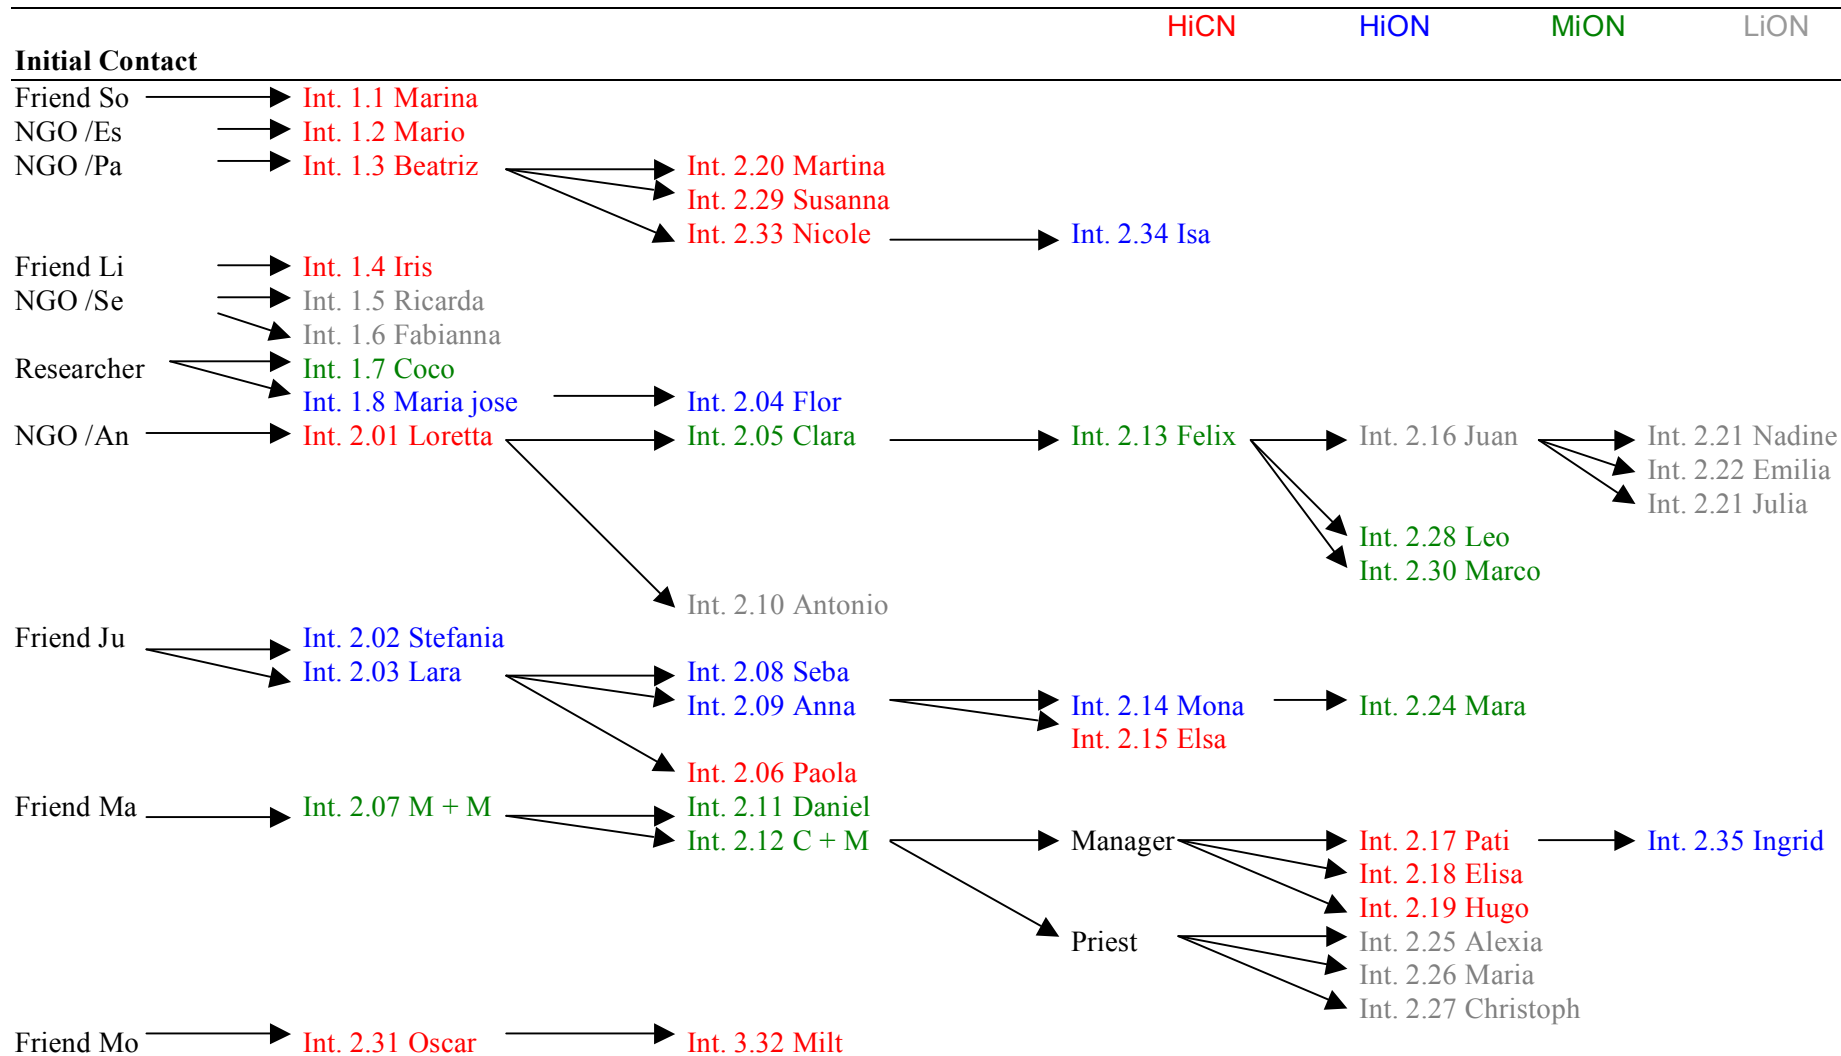 HiCN HiON MiON LiON
Initial Contact
Friend So Int. 1.1 Marina
NGO /Es Int. 1.2 Mario
NGO /Pa Int. 1.3 Beatriz Int. 2.20 Martina
Int. 2.29 Susanna
Int. 2.33 Nicole Int. 2.34 Isa
Friend Li Int. 1.4 Iris
NGO /Se Int. 1.5 Ricarda
Int. 1.6 Fabianna
Researcher Int. 1.7 Coco
Int. 1.8 Maria jose Int. 2.04 Flor
NGO /An Int. 2.01 Loretta Int. 2.05 Clara Int. 2.13 Felix Int. 2.16 Juan Int. 2.21 Nadine
Int. 2.22 Emilia
Int. 2.21 Julia
Int. 2.28 Leo
Int. 2.30 Marco
Int. 2.10 Antonio
Friend Ju Int. 2.02 Stefania
Int. 2.03 Lara Int. 2.08 Seba
Int. 2.09 Anna Int. 2.14 Mona Int. 2.24 Mara
Int. 2.15 Elsa
Int. 2.06 Paola
Friend Ma Int. 2.07 M + M Int. 2.11 Daniel
Int. 2.12 C + M Manager Int. 2.17 Pati Int. 2.35 Ingrid
Int. 2.18 Elisa
Int. 2.19 Hugo
Priest Int. 2.25 Alexia
Int. 2.26 Maria
Int. 2.27 Christoph
Friend Mo Int. 2.31 Oscar Int. 3.32 Milt